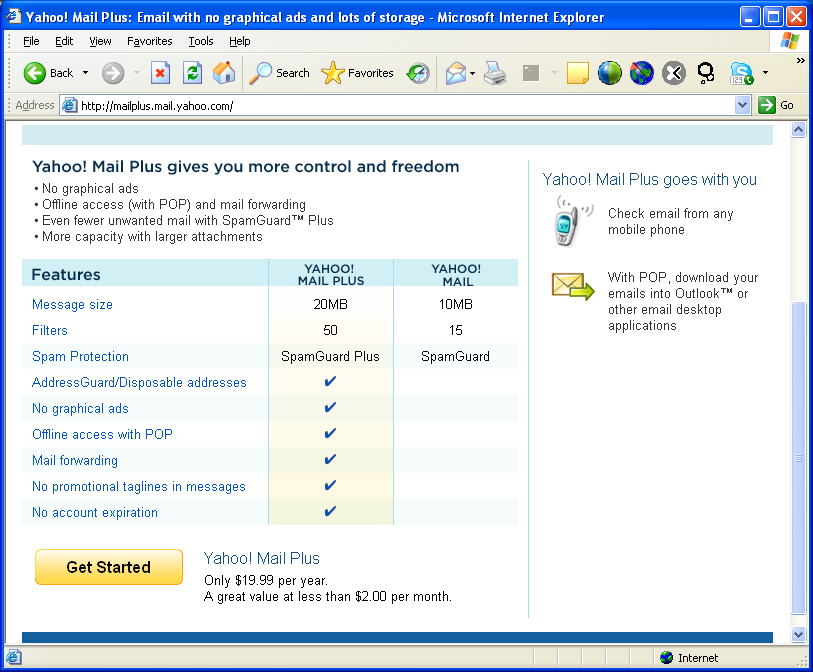 Yahoo! Mail Plus: Email with no graphical ads and lots of storage - Microsoft Internet Explorer
File Edit View Favorites Tools Help
Back Search Favorites 123 »
Address http://mailplus.mail.yahoo.com/ Go
Yahoo! Mail Plus gives you more control and freedom
• No graphical ads
• Offline access (with POP) and mail forwarding
• Even fewer unwanted mail with SpamGuard™ Plus
• More capacity with larger attachments
Features YAHOO! MAIL PLUS YAHOO! MAIL
Message size 20MB 10MB
Filters 50 15
Spam Protection SpamGuard Plus SpamGuard
AddressGuard/Disposable addresses ✔
No graphical ads ✔
Offline access with POP ✔
Mail forwarding ✔
No promotional taglines in messages ✔
No account expiration ✔
Get Started
Yahoo! Mail Plus
Only $19.99 per year.
A great value at less than $2.00 per month.
Yahoo! Mail Plus goes with you
Check email from any
mobile phone
With POP, download your
emails into Outlook™ or
other email desktop
applications
Internet